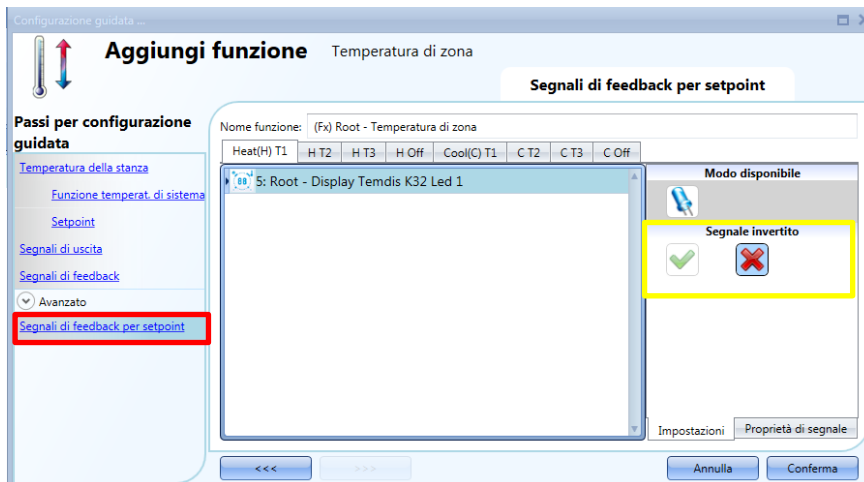 Configurazione guidata ...
Aggiungi funzione Temperatura di zona
Segnali di feedback per setpoint
Passi per configurazione
guidata
Temperatura della stanza
Funzione temperat. di sistema
Setpoint
Segnali di uscita
Segnali di feedback
Avanzato
Segnali di feedback per setpoint
Nome funzione: (Fx) Root - Temperatura di zona
Heat(H) T1 H T2 H T3 H Off Cool(C) T1 C T2 C T3 C Off
88 5: Root - Display Temdis K32 Led 1
Modo disponibile
Segnale invertito
Impostazioni Proprietà di segnale
<<< >>> Annulla Conferma